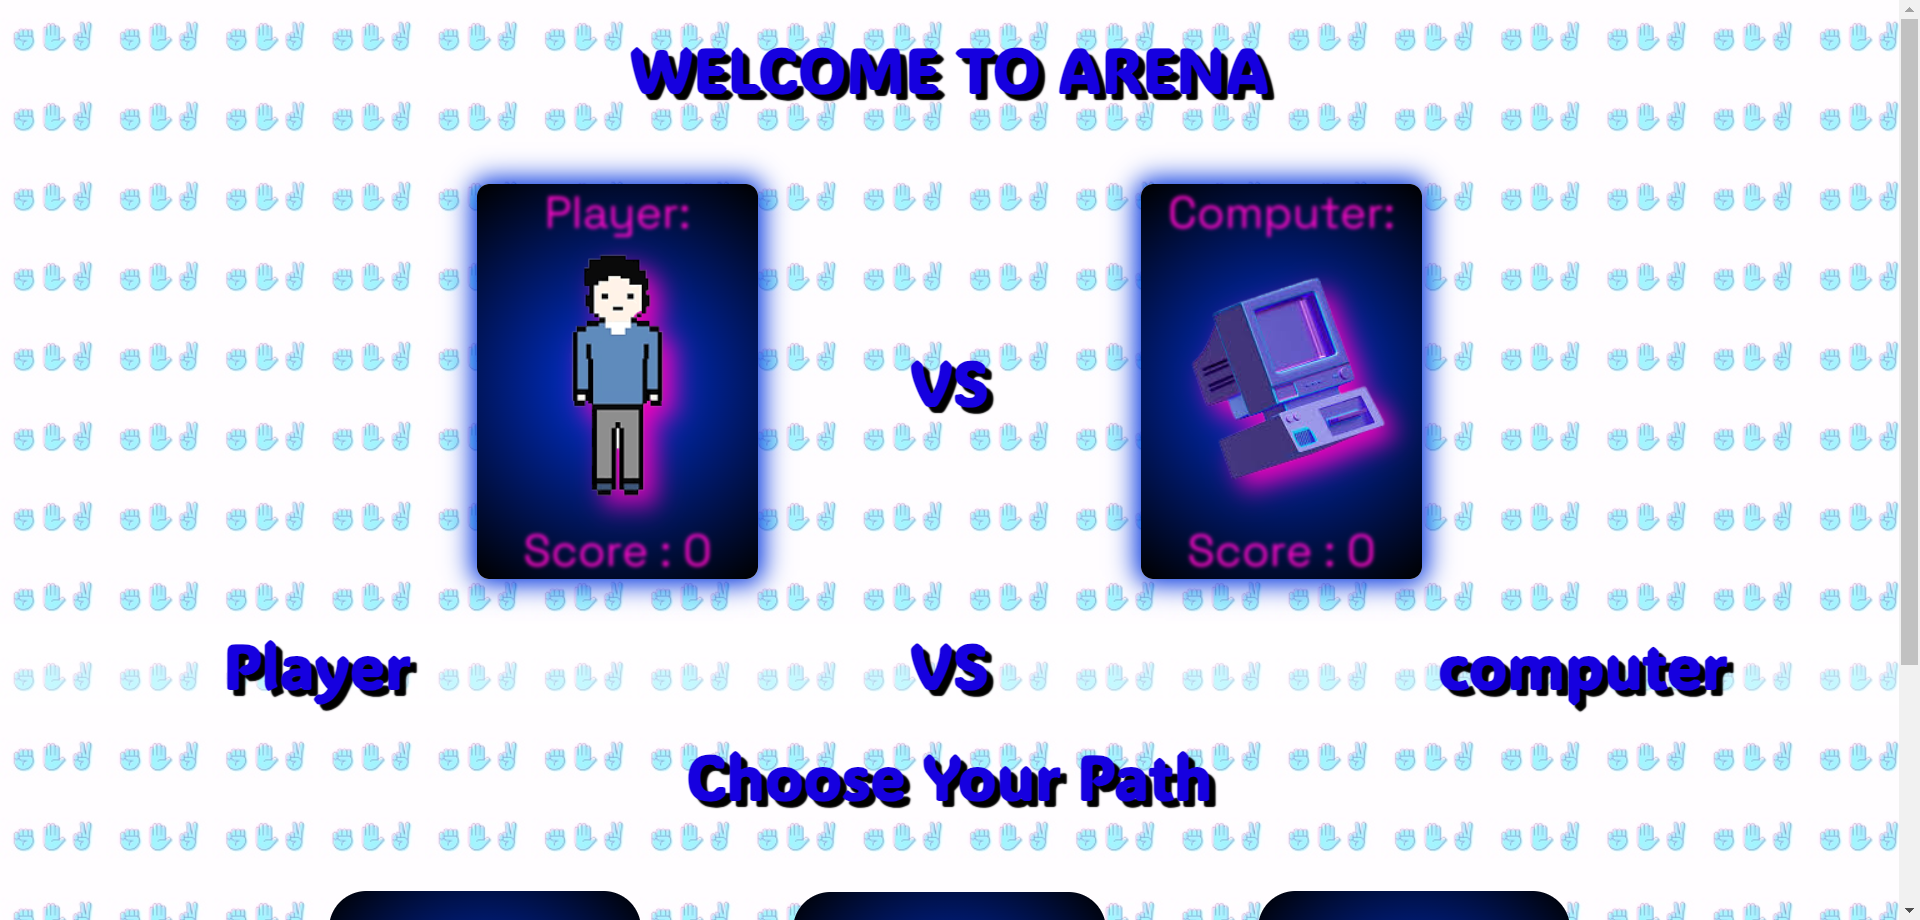 WELCOME TO ARENA
Player:
Computer:
VS
Score : 0
Score : 0
Player
VS
computer
Choose Your Path